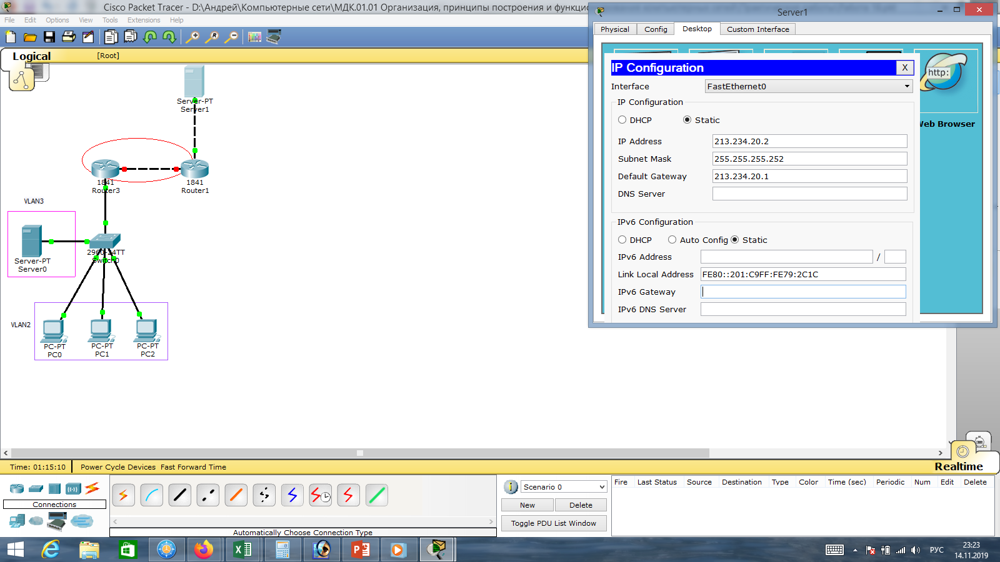 Cisco Packet Tracer - D:\Андрей\Компьютерные сети\МДК.01.01 Организация, принципы построения и функцис
File Edit Options View Tools Extensions Help
Logical
[Root]
Server-PT
Server1
1841
Router3
1841
Router1
VLAN3
Server-PT
Server0
2960-24TT
Switch0
VLAN2
PC-PT
PC0
PC-PT
PC1
PC-PT
PC2
Server1
Physical Config Desktop Custom Interface
IP Configuration X
http:
Web Browser
Interface FastEthernet0
IP Configuration
DHCP Static
IP Address 213.234.20.2
Subnet Mask 255.255.255.252
Default Gateway 213.234.20.1
DNS Server
IPv6 Configuration
DHCP Auto Config Static
IPv6 Address /
Link Local Address FE80::201:C9FF:FE79:2C1C
IPv6 Gateway
IPv6 DNS Server
Time: 01:15:10 Power Cycle Devices Fast Forward Time
Realtime
Connections
Automatically Choose Connection Type
Scenario 0
New Delete
Toggle PDU List Window
Fire Last Status Source Destination Type Color Time (sec) Periodic Num Edit Delete
РУС
23:23
14.11.2019